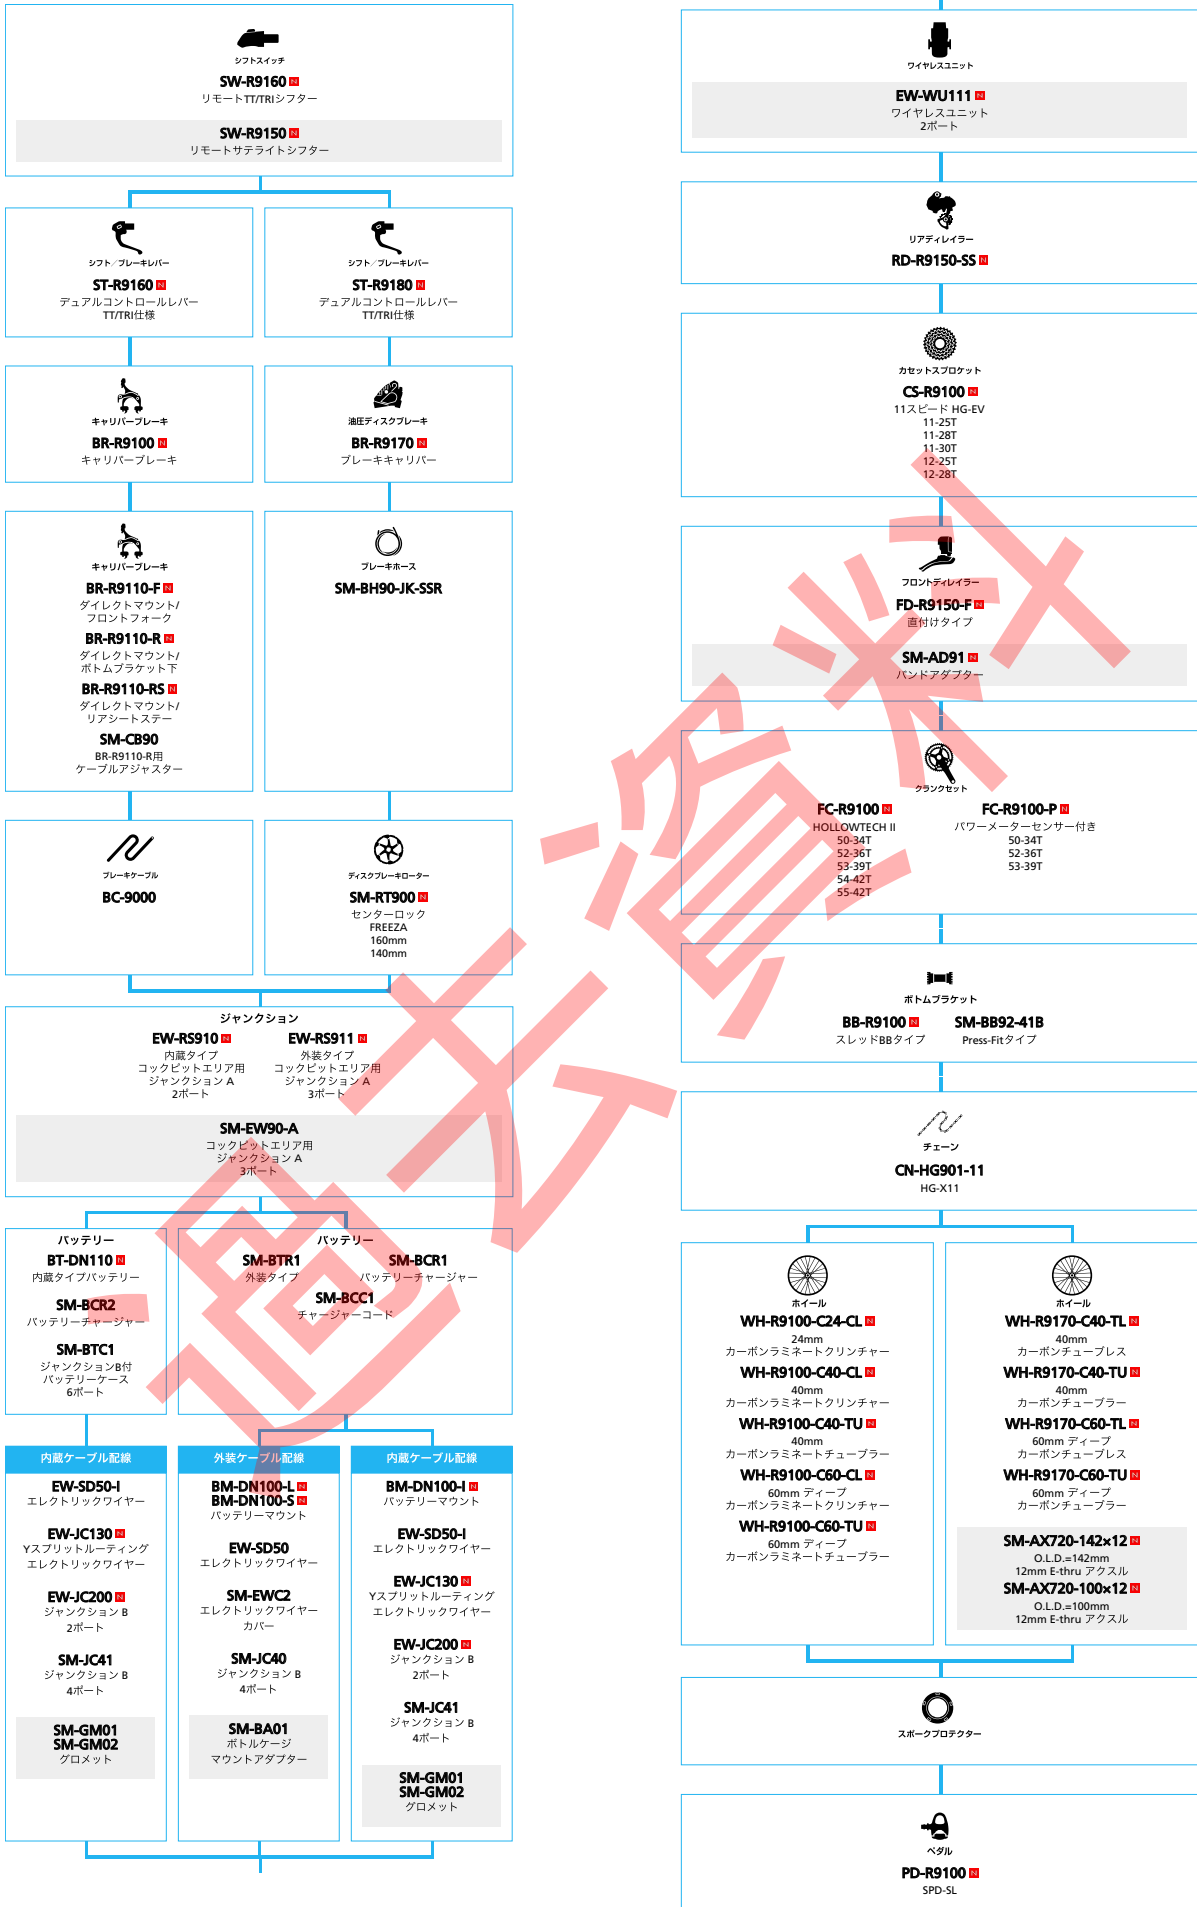 シフトスイッチ
SW-R9160 N
リモートTT/TRIシフター
SW-R9150 N
リモートサテライトシフター
シフト／ブレーキレバー
ST-R9160 N
デュアルコントロールレバー
TT/TRI仕様
シフト／ブレーキレバー
ST-R9180 N
デュアルコントロールレバー
TT/TRI仕様
キャリパーブレーキ
BR-R9100 N
キャリパーブレーキ
油圧ディスクブレーキ
BR-R9170 N
ブレーキキャリパー
キャリパーブレーキ
BR-R9110-F N
ダイレクトマウント/
フロントフォーク
BR-R9110-R N
ダイレクトマウント/
ボトムブラケット下
BR-R9110-RS N
ダイレクトマウント/
リアシートステー
SM-CB90
BR-R9110-R用
ケーブルアジャスター
ブレーキホース
SM-BH90-JK-SSR
ブレーキケーブル
BC-9000
ディスクブレーキローター
SM-RT900 N
センターロック
FREEZA
160mm
140mm
ジャンクション
EW-RS910 N
内蔵タイプ
コックピットエリア用
ジャンクション A
2ポート
EW-RS911 N
外装タイプ
コックピットエリア用
ジャンクション A
3ポート
SM-EW90-A
コックピットエリア用
ジャンクション A
3ポート
バッテリー
BT-DN110 N
内蔵タイプバッテリー
SM-BCR2
バッテリーチャージャー
SM-BTC1
ジャンクションB付
バッテリーケース
6ポート
バッテリー
SM-BTR1
外装タイプ
SM-BCR1
バッテリーチャージャー
SM-BCC1
チャージャーコード
内蔵ケーブル配線
EW-SD50-I
エレクトリックワイヤー
EW-JC130 N
Yスプリットルーティング
エレクトリックワイヤー
EW-JC200 N
ジャンクション B
2ポート
SM-JC41
ジャンクション B
4ポート
SM-GM01
SM-GM02
グロメット
外装ケーブル配線
BM-DN100-L N
BM-DN100-S N
バッテリーマウント
EW-SD50
エレクトリックワイヤー
SM-EWC2
エレクトリックワイヤー
カバー
SM-JC40
ジャンクション B
4ポート
SM-BA01
ボトルケージ
マウントアダプター
内蔵ケーブル配線
BM-DN100-I N
バッテリーマウント
EW-SD50-I
エレクトリックワイヤー
EW-JC130 N
Yスプリットルーティング
エレクトリックワイヤー
EW-JC200 N
ジャンクション B
2ポート
SM-JC41
ジャンクション B
4ポート
SM-GM01
SM-GM02
グロメット
ワイヤレスユニット
EW-WU111 N
ワイヤレスユニット
2ポート
リアディレイラー
RD-R9150-SS N
カセットスプロケット
CS-R9100 N
11スピード HG-EV
11-25T
11-28T
11-30T
12-25T
12-28T
フロントディレイラー
FD-R9150-F N
直付けタイプ
SM-AD91 N
バンドアダプター
クランクセット
FC-R9100 N
HOLLOWTECH II
50-34T
52-36T
53-39T
54-42T
55-42T
FC-R9100-P N
パワーメーターセンサー付き
50-34T
52-36T
53-39T
ボトムブラケット
BB-R9100 N
スレッドBBタイプ
SM-BB92-41B
Press-Fitタイプ
チェーン
CN-HG901-11
HG-X11
ホイール
WH-R9100-C24-CL N
24mm
カーボンラミネートクリンチャー
WH-R9100-C40-CL N
40mm
カーボンラミネートクリンチャー
WH-R9100-C40-TU N
40mm
カーボンラミネートチューブラー
WH-R9100-C60-CL N
60mm ディープ
カーボンラミネートクリンチャー
WH-R9100-C60-TU N
60mm ディープ
カーボンラミネートチューブラー
ホイール
WH-R9170-C40-TL N
40mm
カーボンチューブレス
WH-R9170-C40-TU N
40mm
カーボンチューブラー
WH-R9170-C60-TL N
60mm ディープ
カーボンチューブレス
WH-R9170-C60-TU N
60mm ディープ
カーボンチューブラー
SM-AX720-142×12 N
O.L.D.=142mm
12mm E-thru アクスル
SM-AX720-100×12 N
O.L.D.=100mm
12mm E-thru アクスル
スポークプロテクター
ペダル
PD-R9100 N
SPD-SL
過去資料